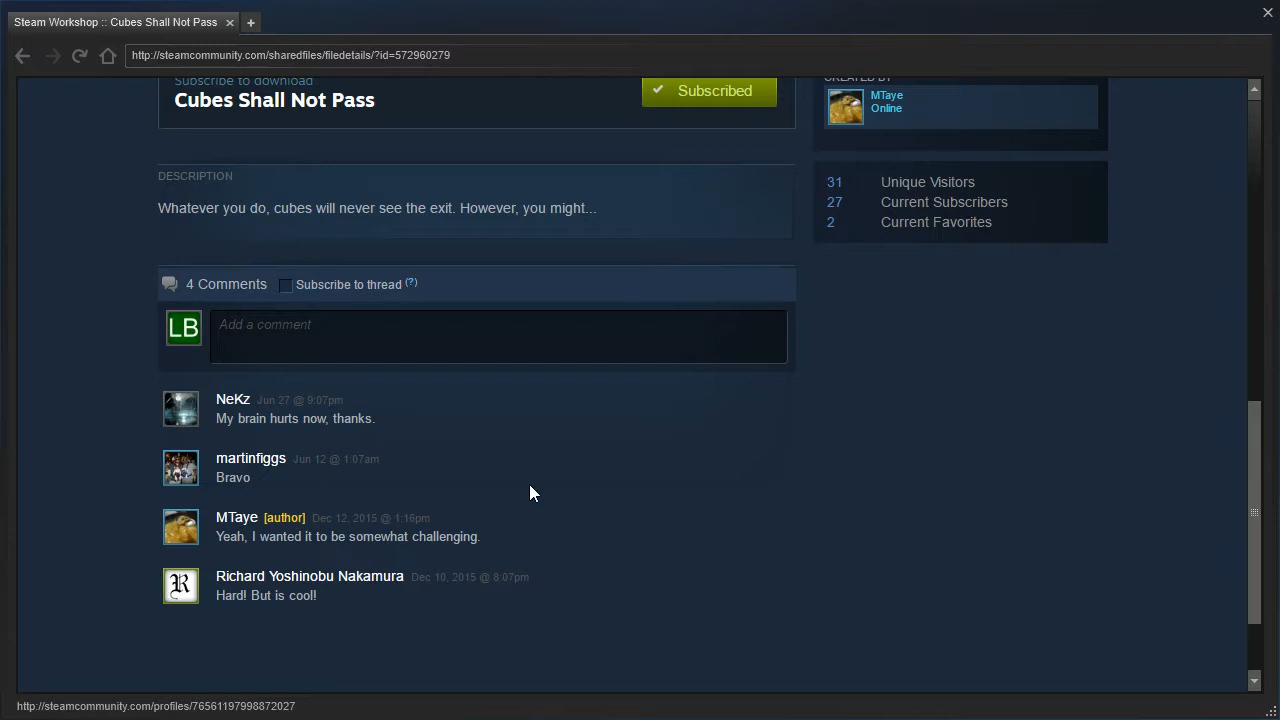 Steam Workshop :: Cubes Shall Not Pass
http://steamcommunity.com/sharedfiles/filedetails/?id=572960279
Subscribe to download
Cubes Shall Not Pass
Subscribed
CREATED BY
MTaye
Online
31 Unique Visitors
27 Current Subscribers
2 Current Favorites
DESCRIPTION
Whatever you do, cubes will never see the exit. However, you might...
4 Comments Subscribe to thread (?)
LB Add a comment
NeKz Jun 27 @ 9:07pm
My brain hurts now, thanks.
martinfiggs Jun 12 @ 1:07am
Bravo
MTaye [author] Dec 12, 2015 @ 1:16pm
Yeah, I wanted it to be somewhat challenging.
R Richard Yoshinobu Nakamura Dec 10, 2015 @ 8:07pm
Hard! But is cool!
http://steamcommunity.com/profiles/76561197998872027